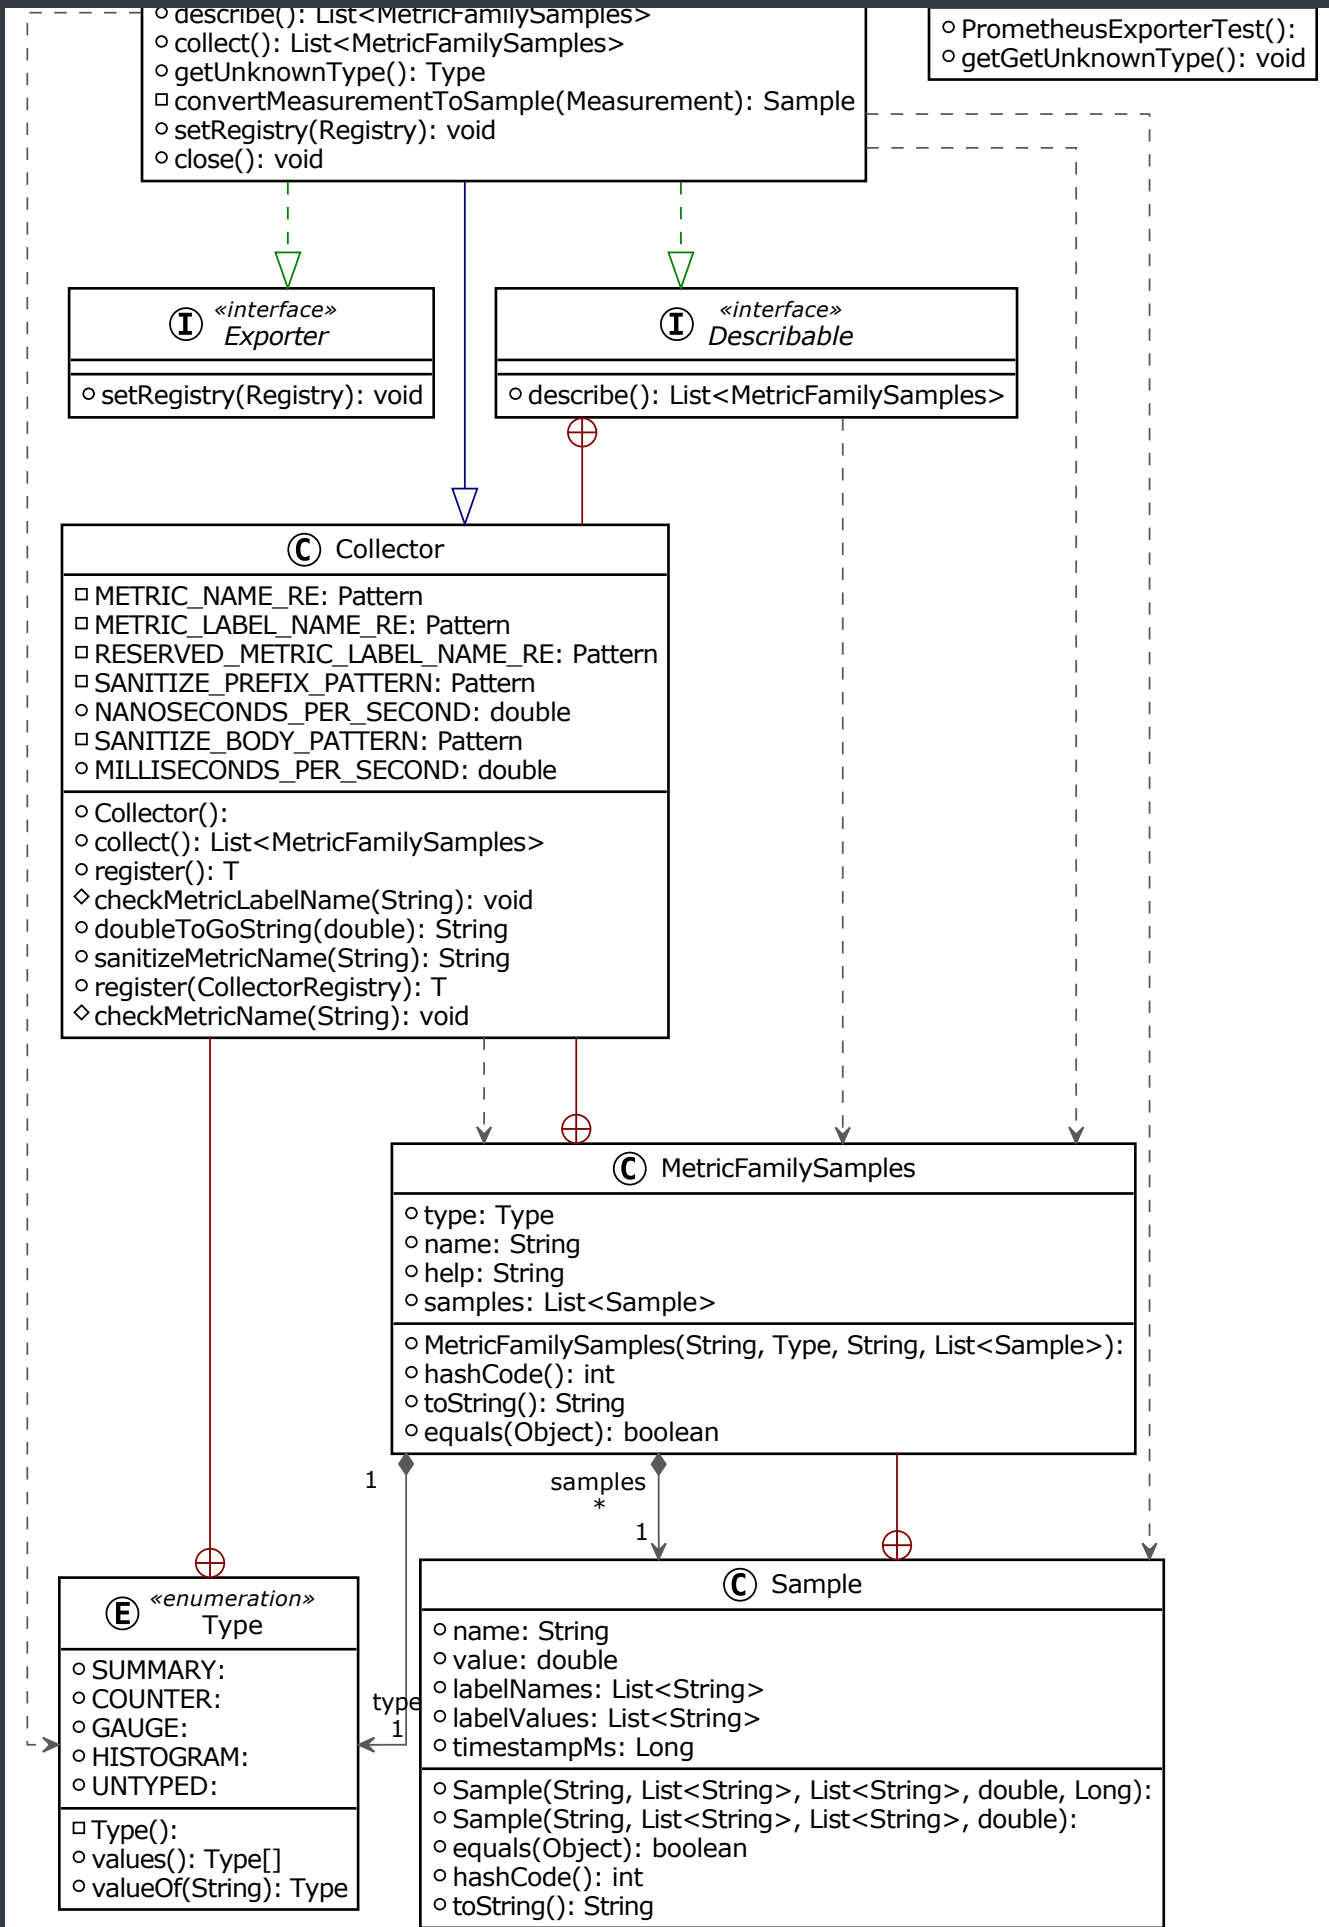 describe(): List<MetricFamilySamples>
collect(): List<MetricFamilySamples>
getUnknownType(): Type
convertMeasurementToSample(Measurement): Sample
setRegistry(Registry): void
close(): void
PrometheusExporterTest():
getGetUnknownType(): void
I
«interface»
Exporter
setRegistry(Registry): void
I
«interface»
Describable
describe(): List<MetricFamilySamples>
C Collector
METRIC_NAME_RE: Pattern
METRIC_LABEL_NAME_RE: Pattern
RESERVED_METRIC_LABEL_NAME_RE: Pattern
SANITIZE_PREFIX_PATTERN: Pattern
NANOSECONDS_PER_SECOND: double
SANITIZE_BODY_PATTERN: Pattern
MILLISECONDS_PER_SECOND: double
Collector():
collect(): List<MetricFamilySamples>
register(): T
checkMetricLabelName(String): void
doubleToGoString(double): String
sanitizeMetricName(String): String
register(CollectorRegistry): T
checkMetricName(String): void
C MetricFamilySamples
type: Type
name: String
help: String
samples: List<Sample>
MetricFamilySamples(String, Type, String, List<Sample>):
hashCode(): int
toString(): String
equals(Object): boolean
1
samples
*
1
E
«enumeration»
Type
SUMMARY:
COUNTER:
GAUGE:
HISTOGRAM:
UNTYPED:
Type():
values(): Type[]
valueOf(String): Type
type
1
C Sample
name: String
value: double
labelNames: List<String>
labelValues: List<String>
timestampMs: Long
Sample(String, List<String>, List<String>, double, Long):
Sample(String, List<String>, List<String>, double):
equals(Object): boolean
hashCode(): int
toString(): String